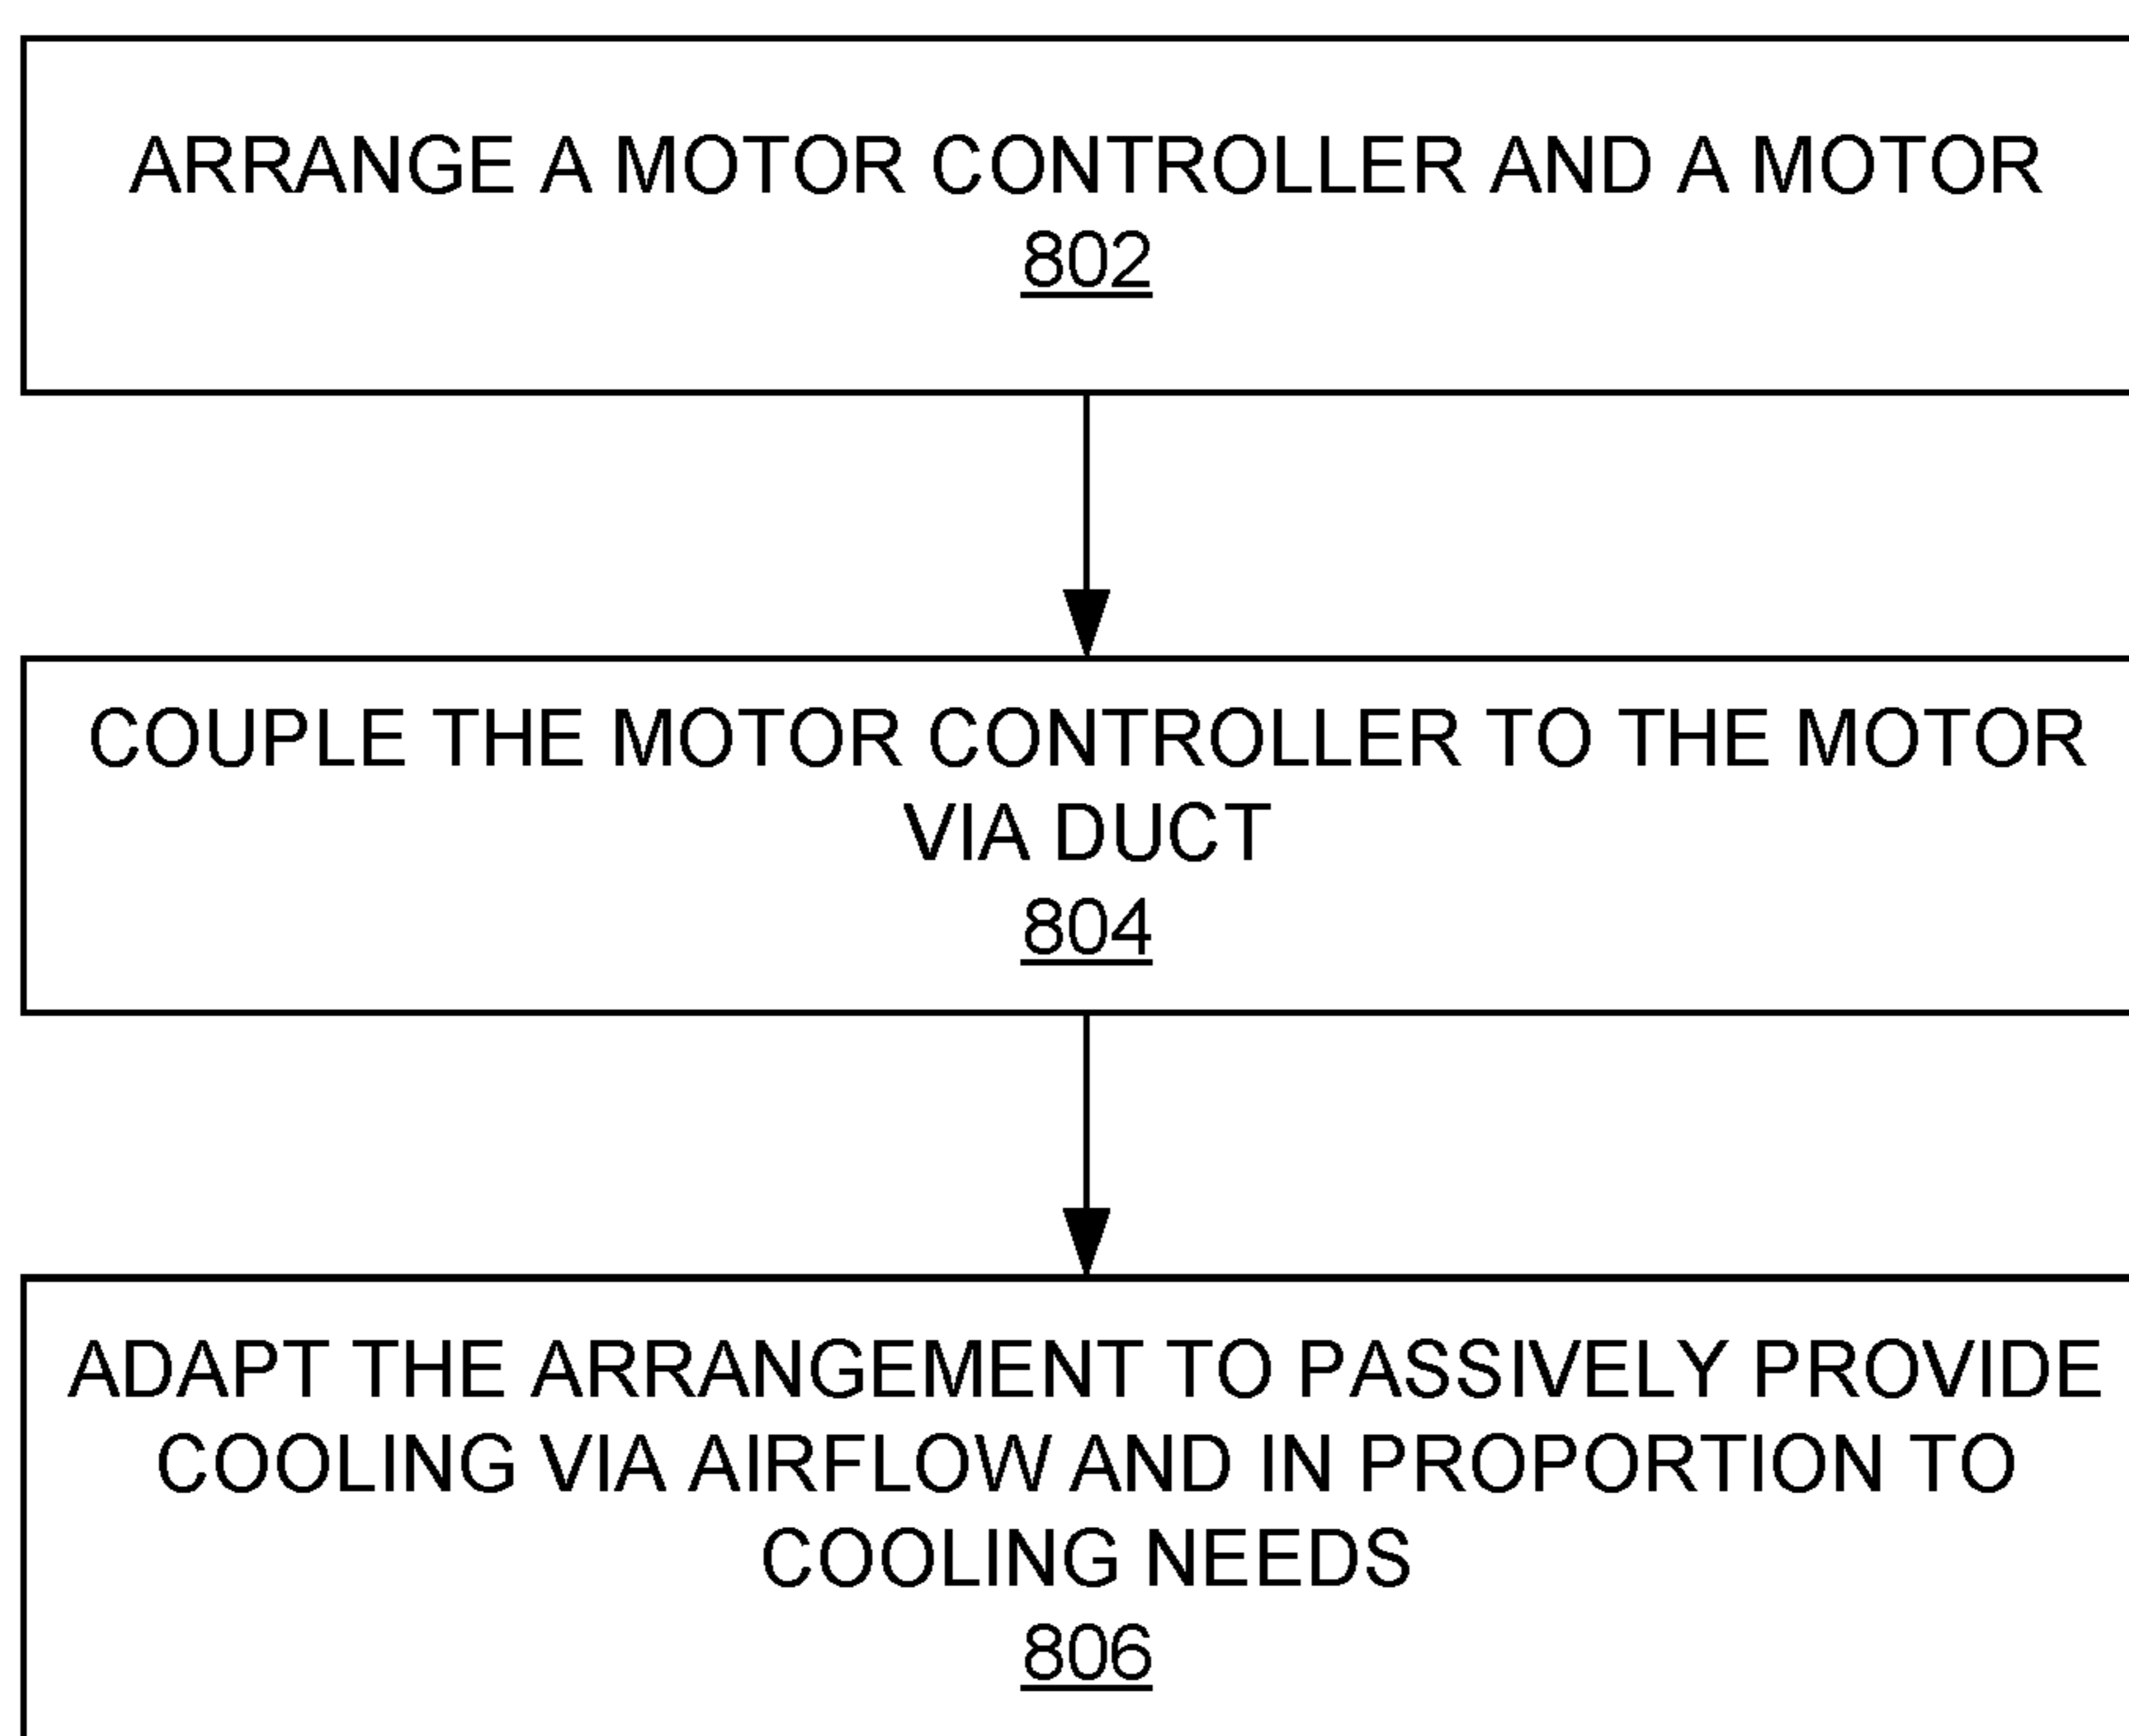 ARRANGE A MOTOR CONTROLLER AND A MOTOR
802
COUPLE THE MOTOR CONTROLLER TO THE MOTOR
VIA DUCT
804
ADAPT THE ARRANGEMENT TO PASSIVELY PROVIDE
COOLING VIA AIRFLOW AND IN PROPORTION TO
COOLING NEEDS
806